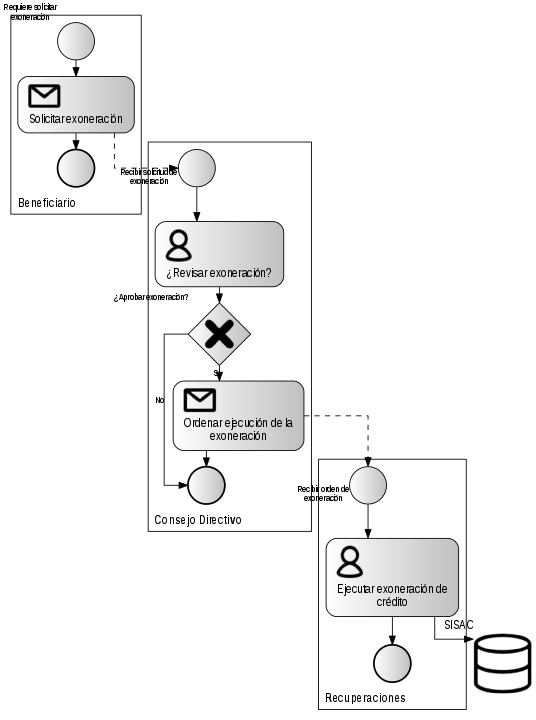 Requiere solicitar
exoneración
Solicitar exoneración
Beneficiario
Recibir solicitud de
exoneración
¿Revisar exoneración?
¿Aprobar exoneración?
No
Ordenar ejecución de la
exoneración
Consejo Directivo
Recibir orden de
exoneración
Ejecutar exoneración de
crédito
SISAC
Recuperaciones